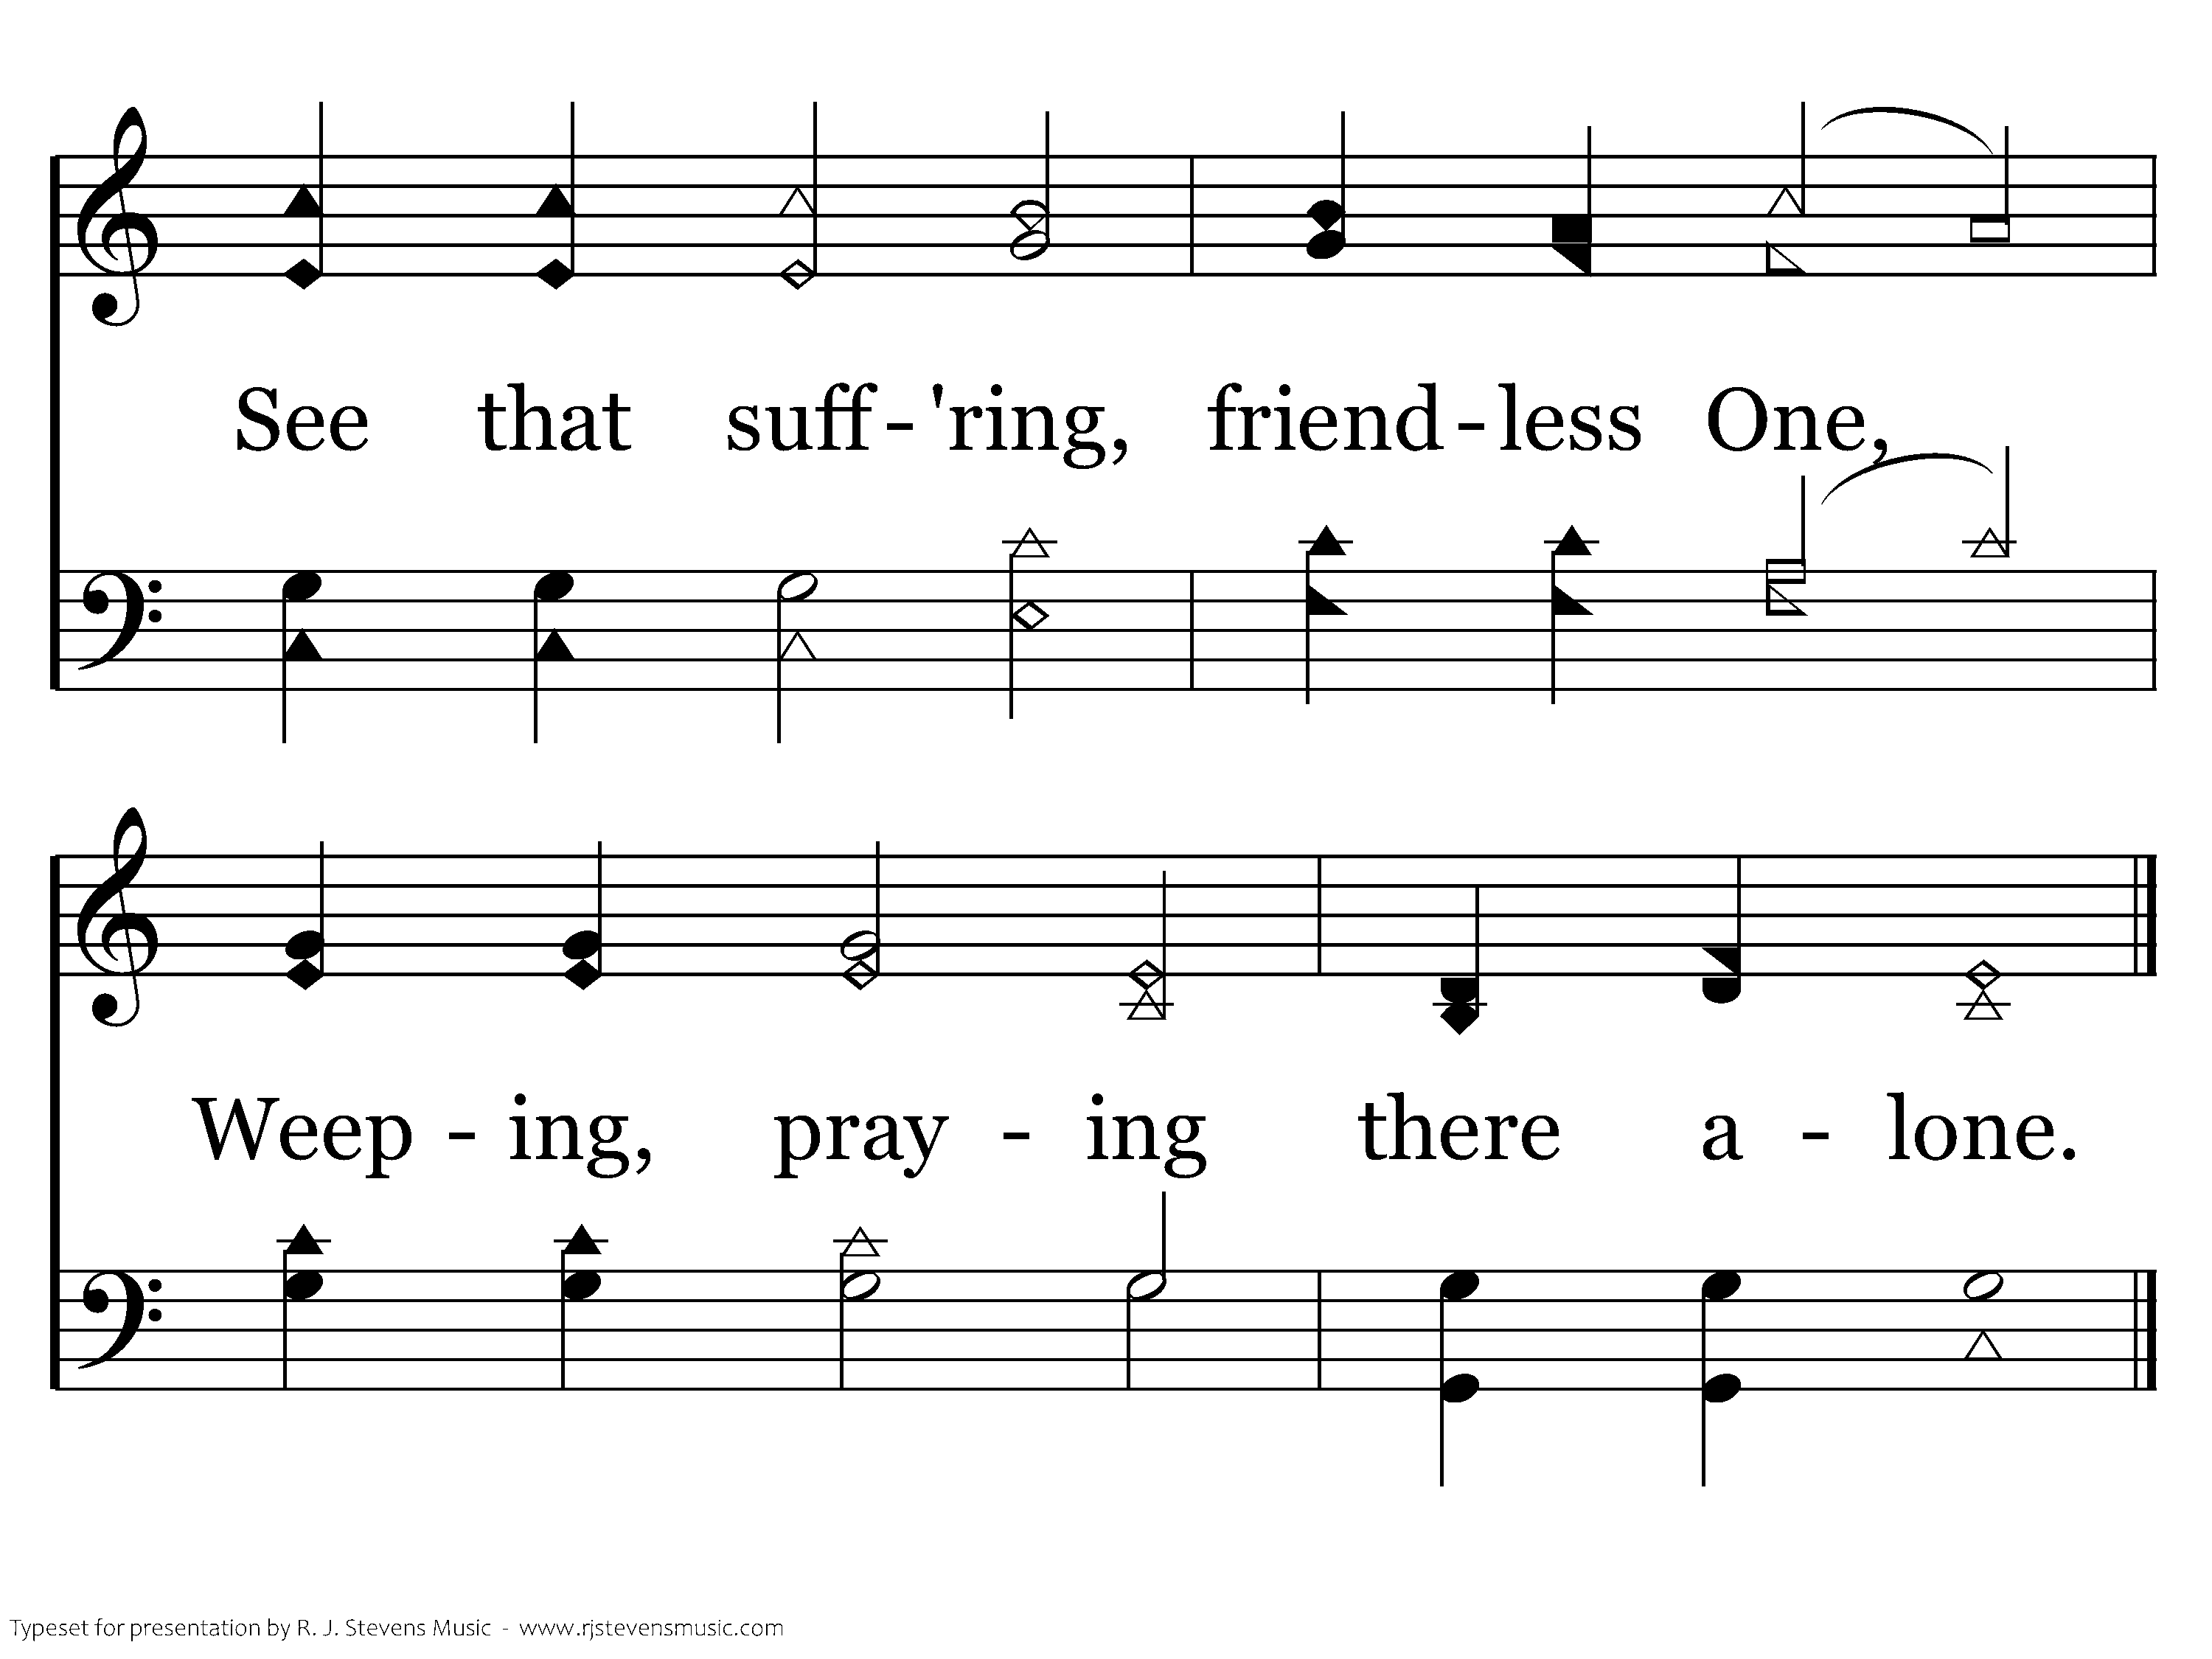 See that suff-'ring, friend-less One,
Weep - ing, pray - ing there a - lone.
Typeset for presentation by R. J. Stevens Music - www.rjstevensmusic.com